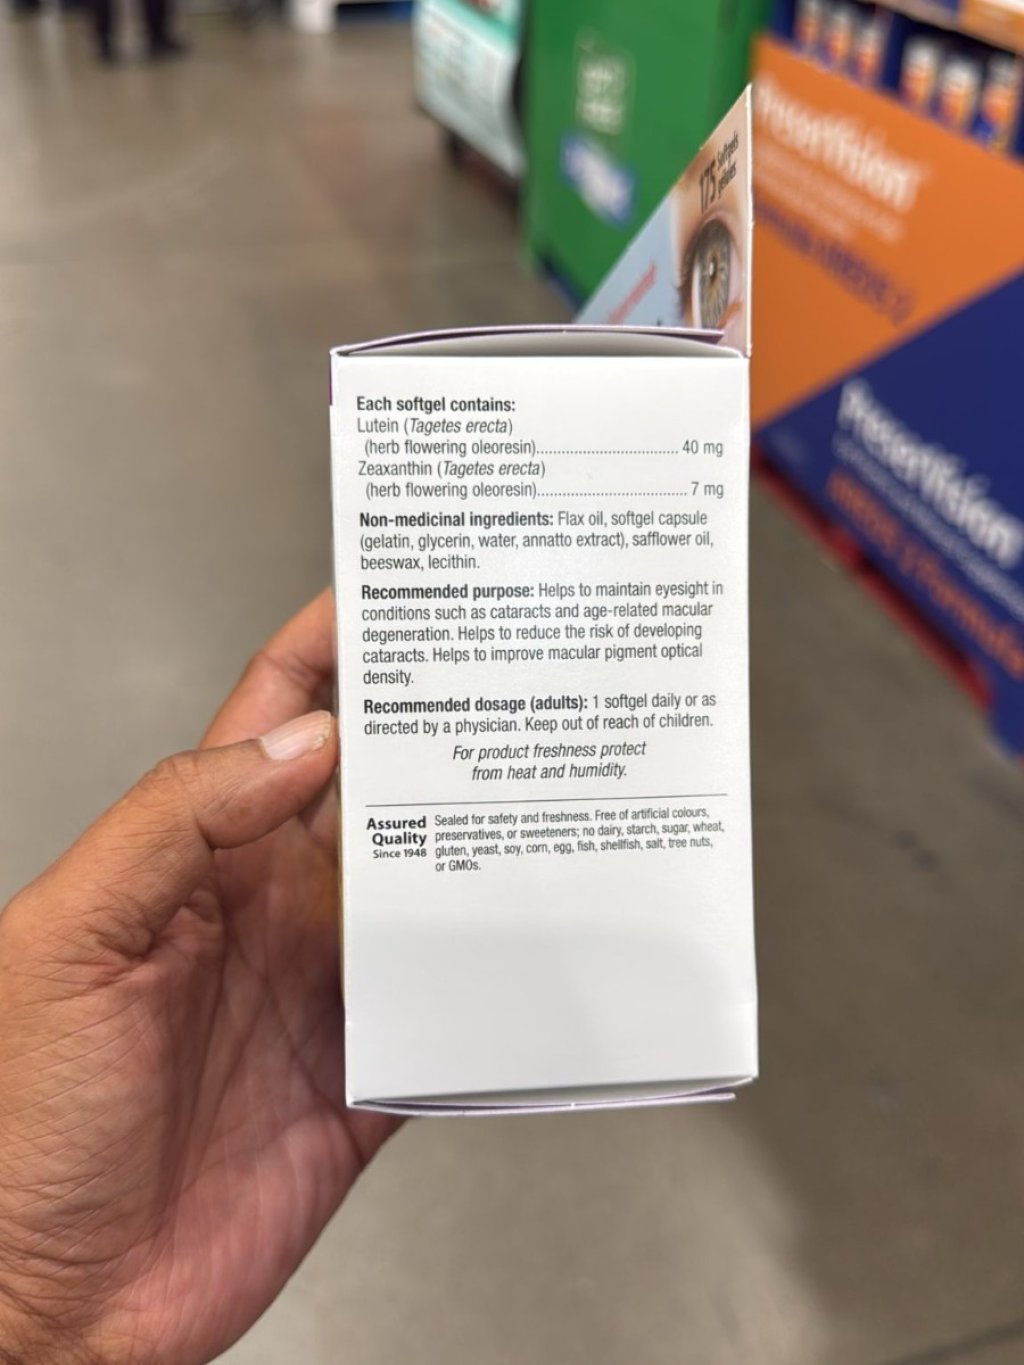 175 Softgels
gélules
PreserVision
PreserVision
Each softgel contains:
Lutein (Tagetes erecta)
(herb flowering oleoresin)................................. 40 mg
Zeaxanthin (Tagetes erecta)
(herb flowering oleoresin)................................... 7 mg
Non-medicinal ingredients: Flax oil, softgel capsule
(gelatin, glycerin, water, annatto extract), safflower oil,
beeswax, lecithin.
Recommended purpose: Helps to maintain eyesight in
conditions such as cataracts and age-related macular
degeneration. Helps to reduce the risk of developing
cataracts. Helps to improve macular pigment optical
density.
Recommended dosage (adults): 1 softgel daily or as
directed by a physician. Keep out of reach of children.
For product freshness protect
from heat and humidity.
Assured
Quality
Since 1948
Sealed for safety and freshness. Free of artificial colours,
preservatives, or sweeteners; no dairy, starch, sugar, wheat,
gluten, yeast, soy, corn, egg, fish, shellfish, salt, tree nuts,
or GMOs.